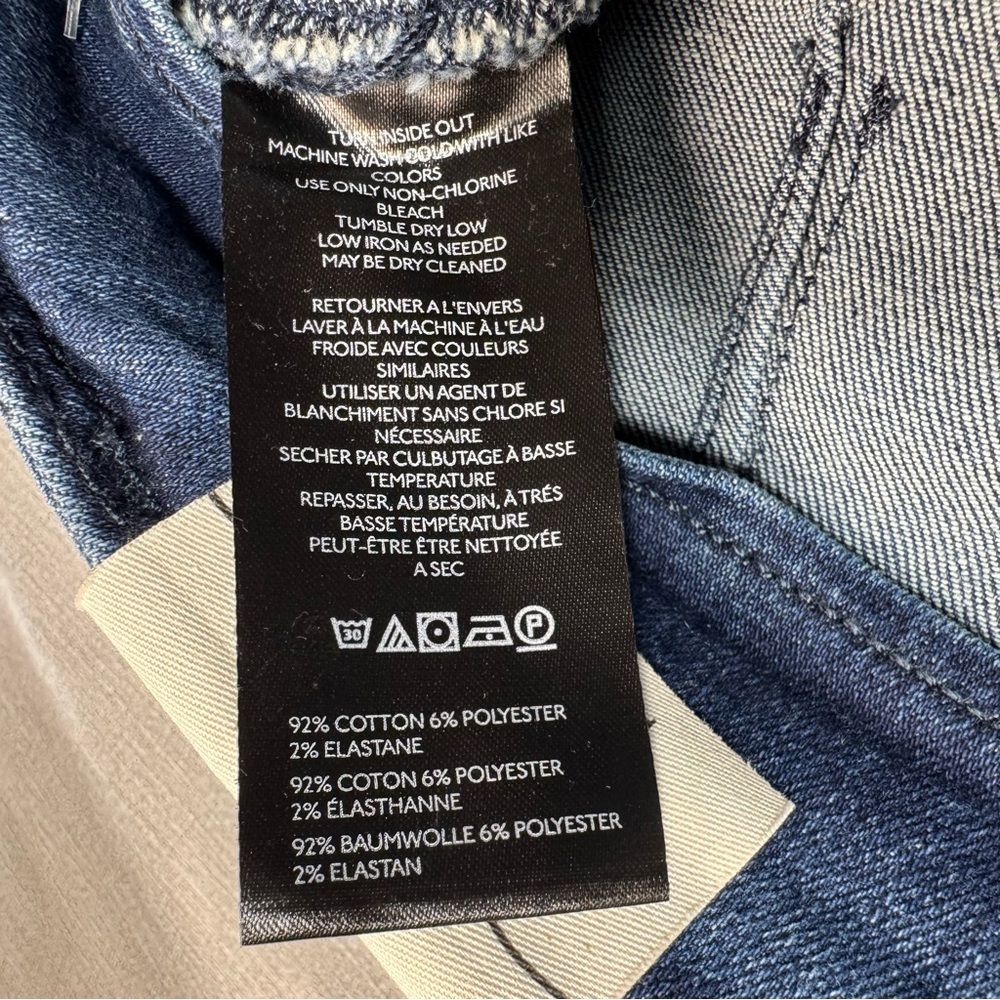 TURN INSIDE OUT
MACHINE WASH COLD WITH LIKE
COLORS
USE ONLY NON-CHLORINE
BLEACH
TUMBLE DRY LOW
LOW IRON AS NEEDED
MAY BE DRY CLEANED
RETOURNER A L'ENVERS
LAVER À LA MACHINE À L'EAU
FROIDE AVEC COULEURS
SIMILAIRES
UTILISER UN AGENT DE
BLANCHIMENT SANS CHLORE SI
NÉCESSAIRE
SECHER PAR CULBUTAGE À BASSE
TEMPERATURE
REPASSER, AU BESOIN, À TRÉS
BASSE TEMPÉRATURE
PEUT-ÊTRE ÊTRE NETTOYÉE
A SEC
30 P
92% COTTON 6% POLYESTER
2% ELASTANE
92% COTON 6% POLYESTER
2% ÉLASTHANNE
92% BAUMWOLLE 6% POLYESTER
2% ELASTAN